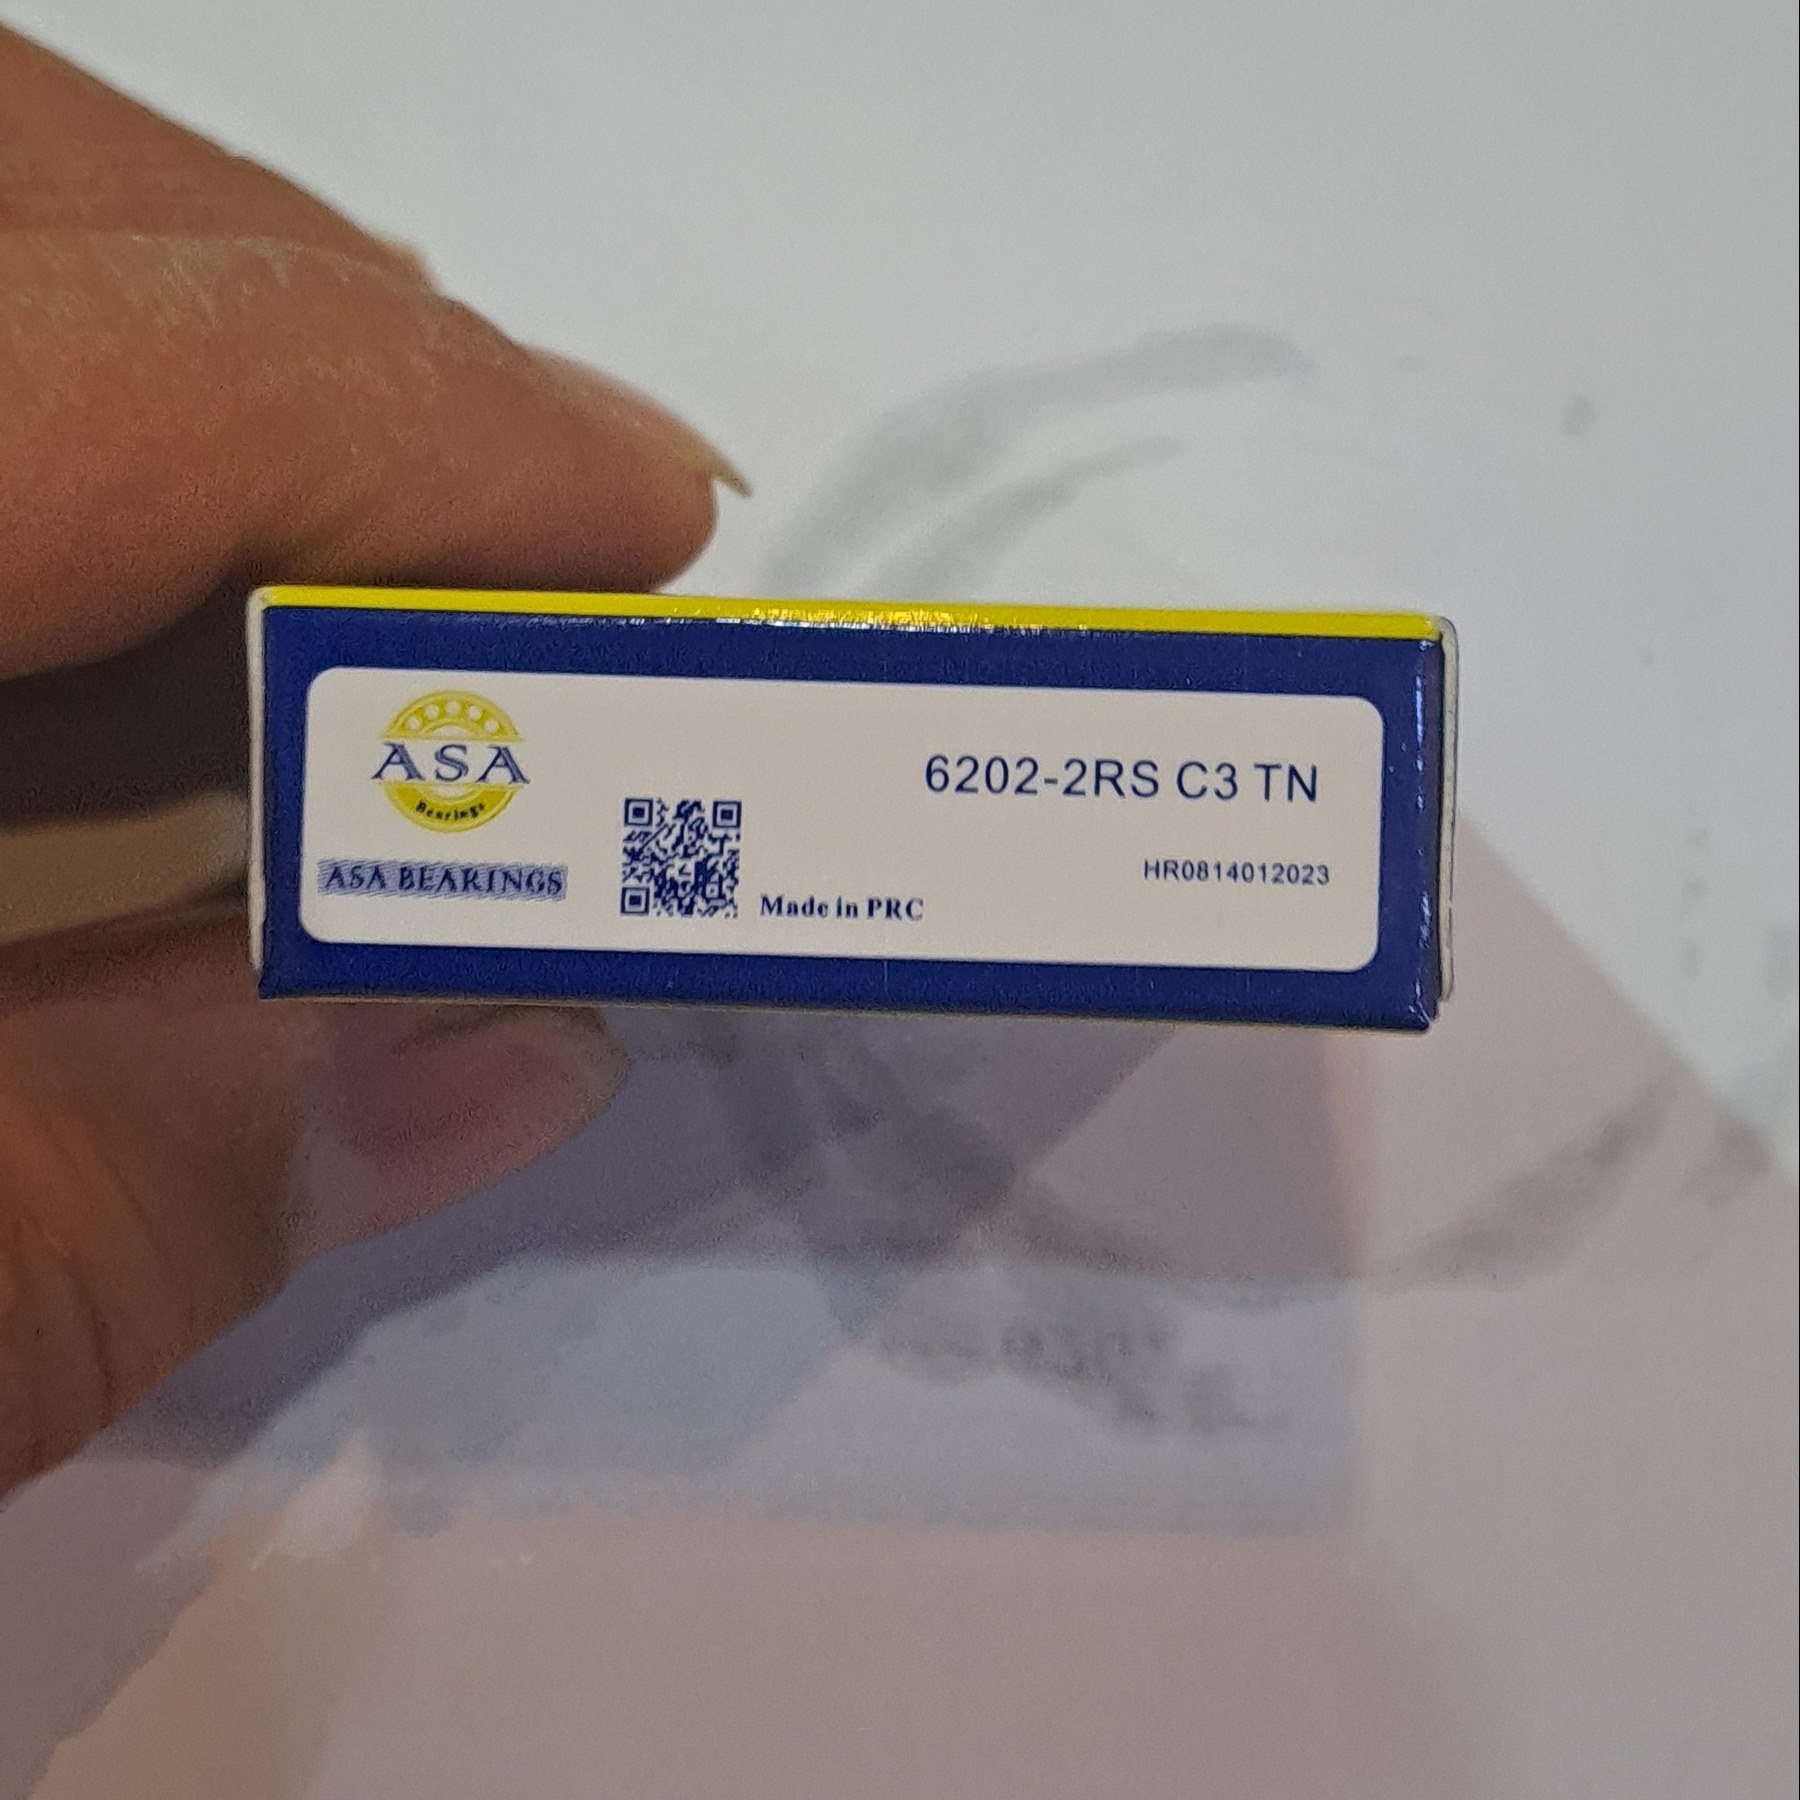 ASA
Bearings
ASA BEARINGS
Made in PRC
6202-2RS C3 TN
HR0814012023